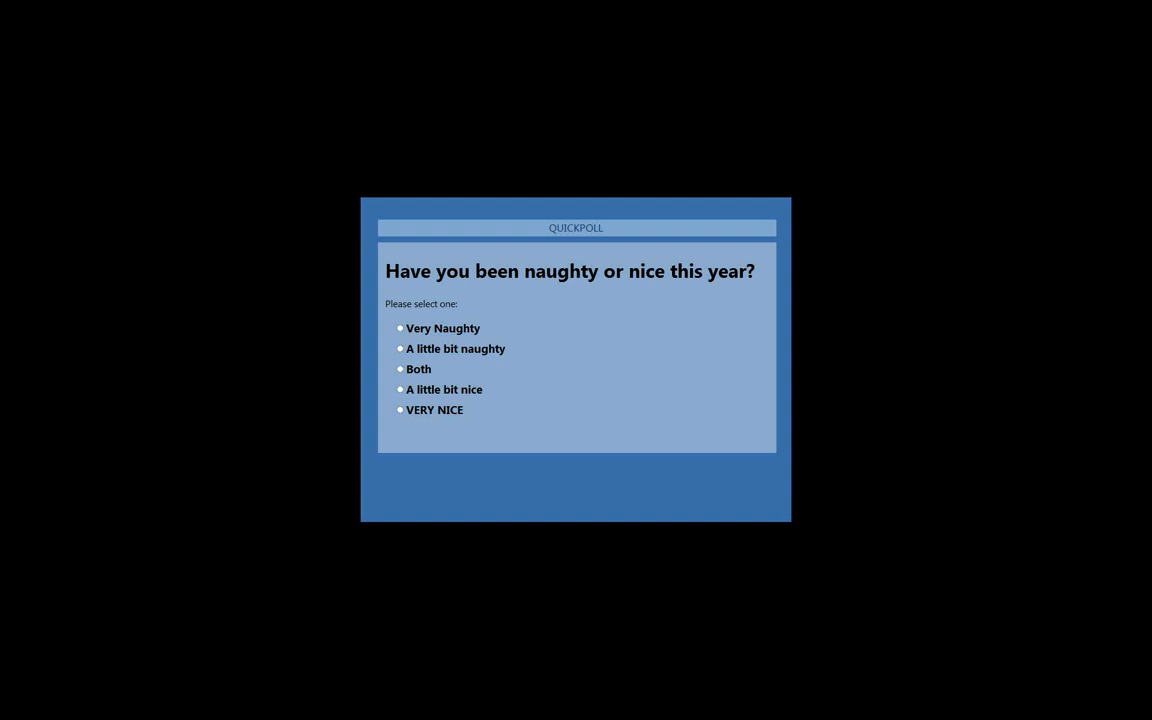 QUICKPOLL
Have you been naughty or nice this year?
Please select one:
Very Naughty
A little bit naughty
Both
A little bit nice
VERY NICE